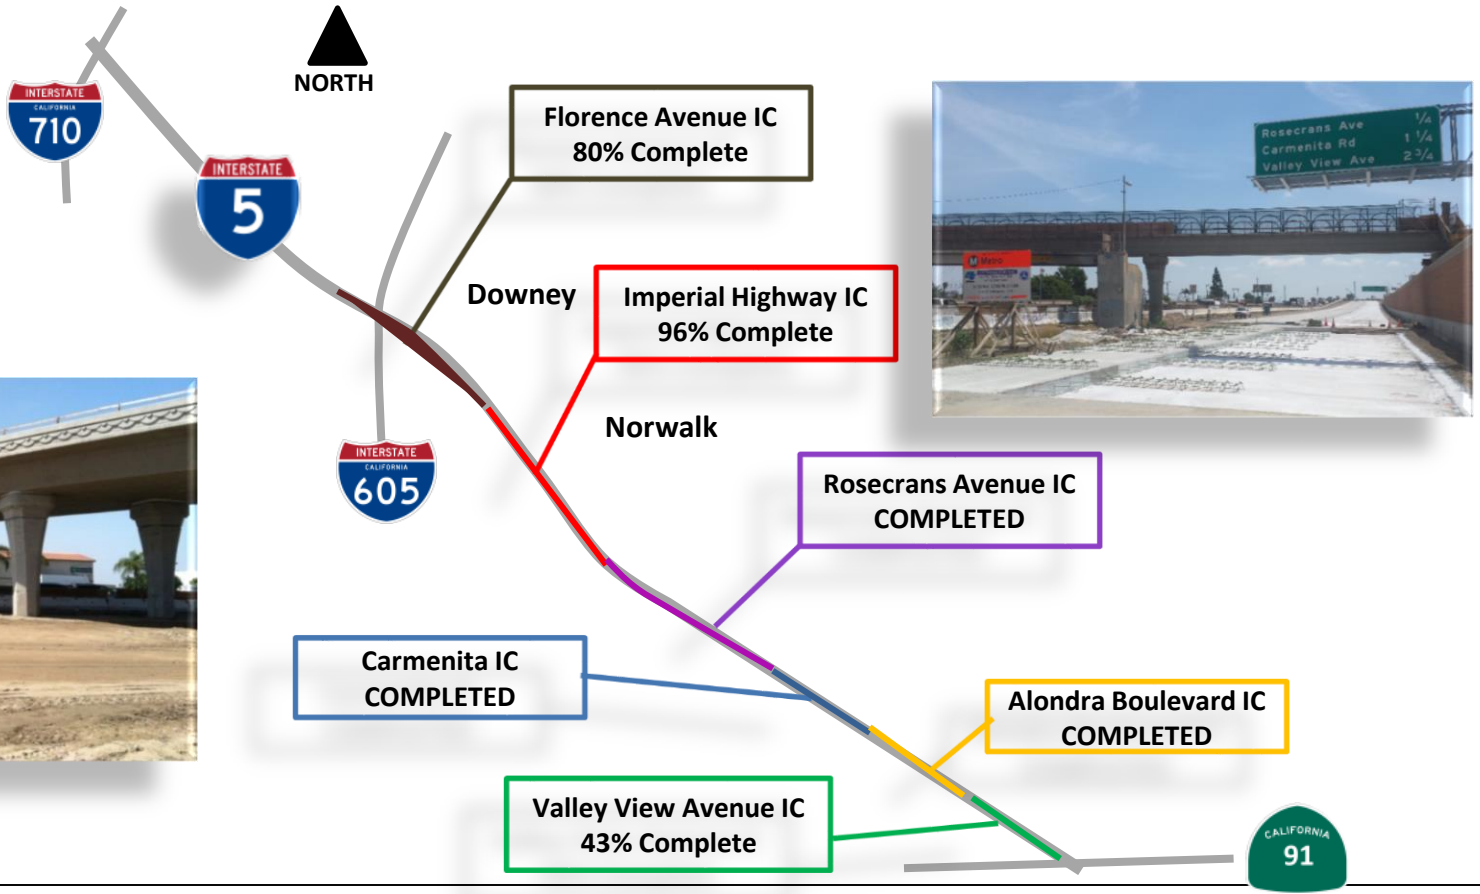 NORTH
INTERSTATE
CALIFORNIA
710
INTERSTATE
5
Florence Avenue IC
80% Complete
Rosecrans Ave 1/4
Carmenita Rd 1 1/4
Valley View Ave 2 3/4
Metro
Downey
Imperial Highway IC
96% Complete
Norwalk
INTERSTATE
CALIFORNIA
605
Rosecrans Avenue IC
COMPLETED
Carmenita IC
COMPLETED
Alondra Boulevard IC
COMPLETED
Valley View Avenue IC
43% Complete
CALIFORNIA
91